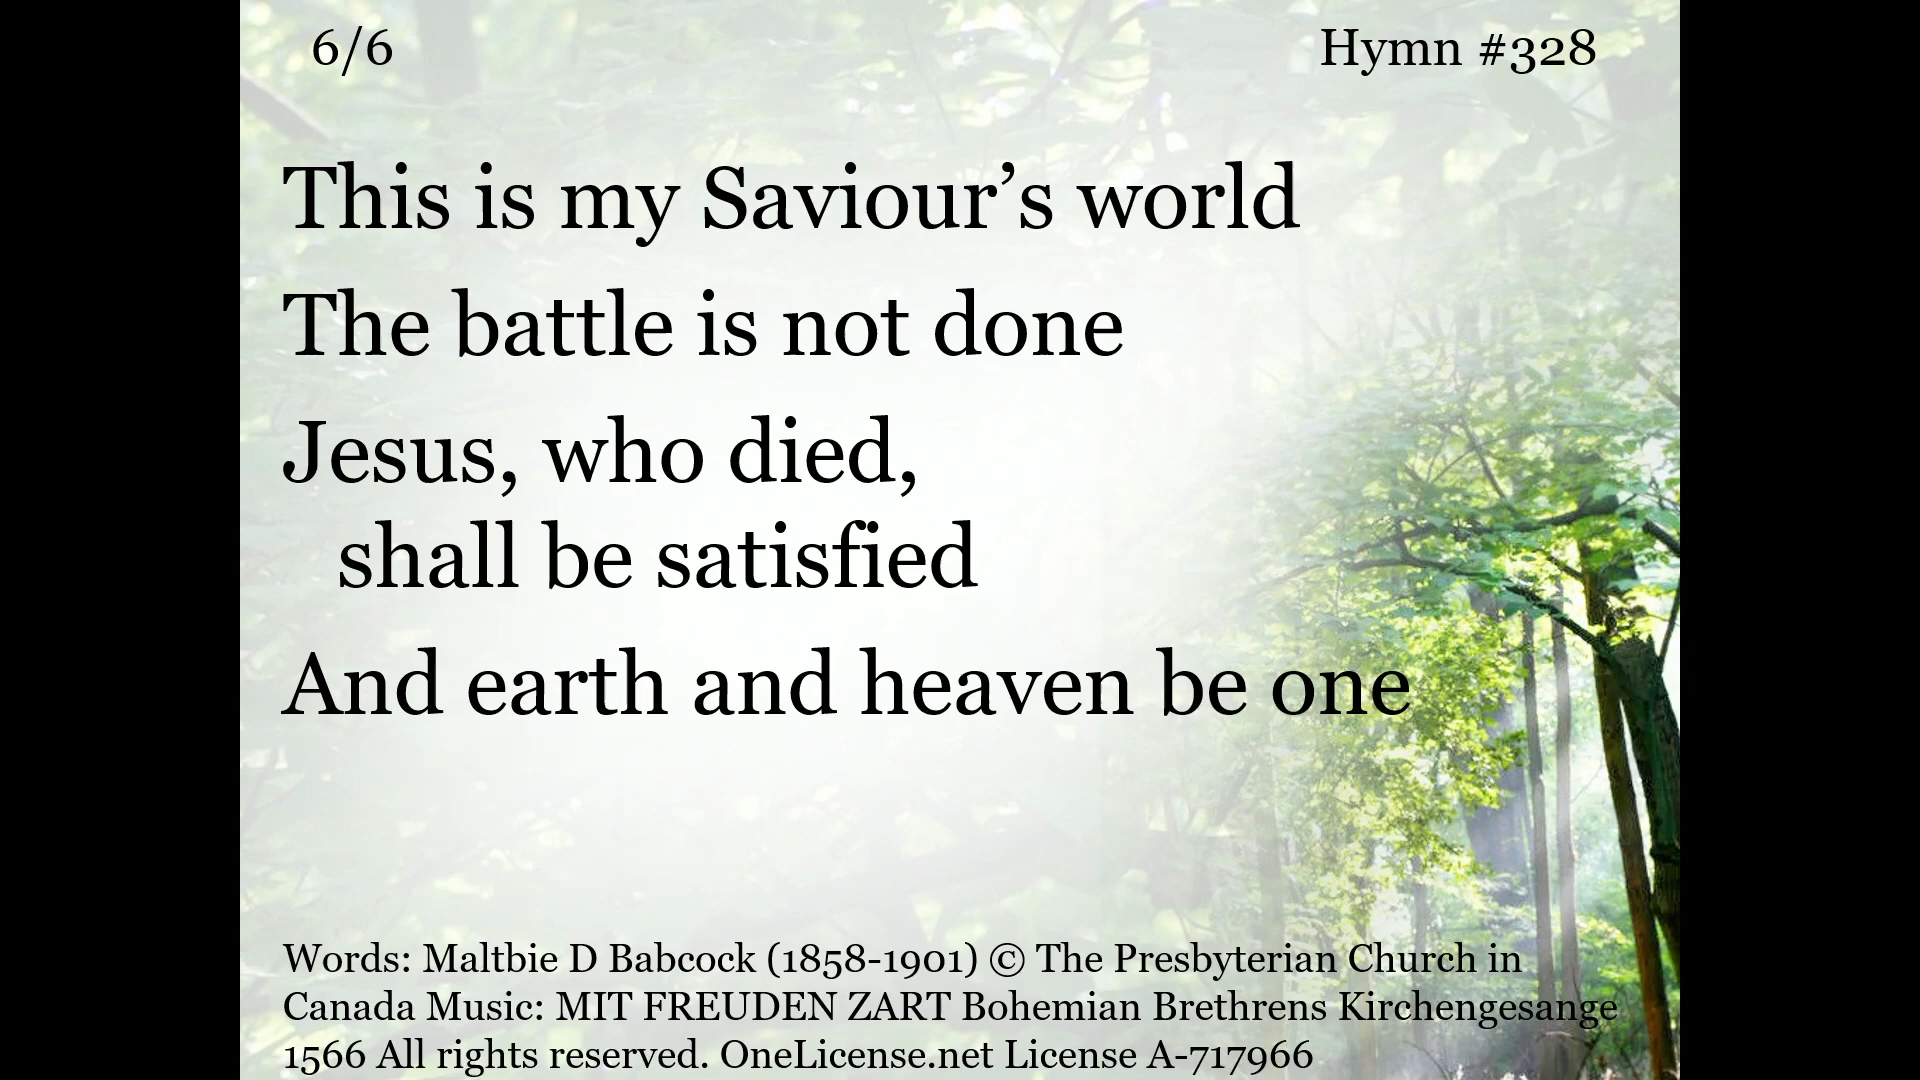 6/6 Hymn #328
This is my Saviour’s world
The battle is not done
Jesus, who died,
shall be satisfied
And earth and heaven be one
Words: Maltbie D Babcock (1858-1901) © The Presbyterian Church in
Canada Music: MIT FREUDEN ZART Bohemian Brethrens Kirchengesange
1566 All rights reserved. OneLicense.net License A-717966